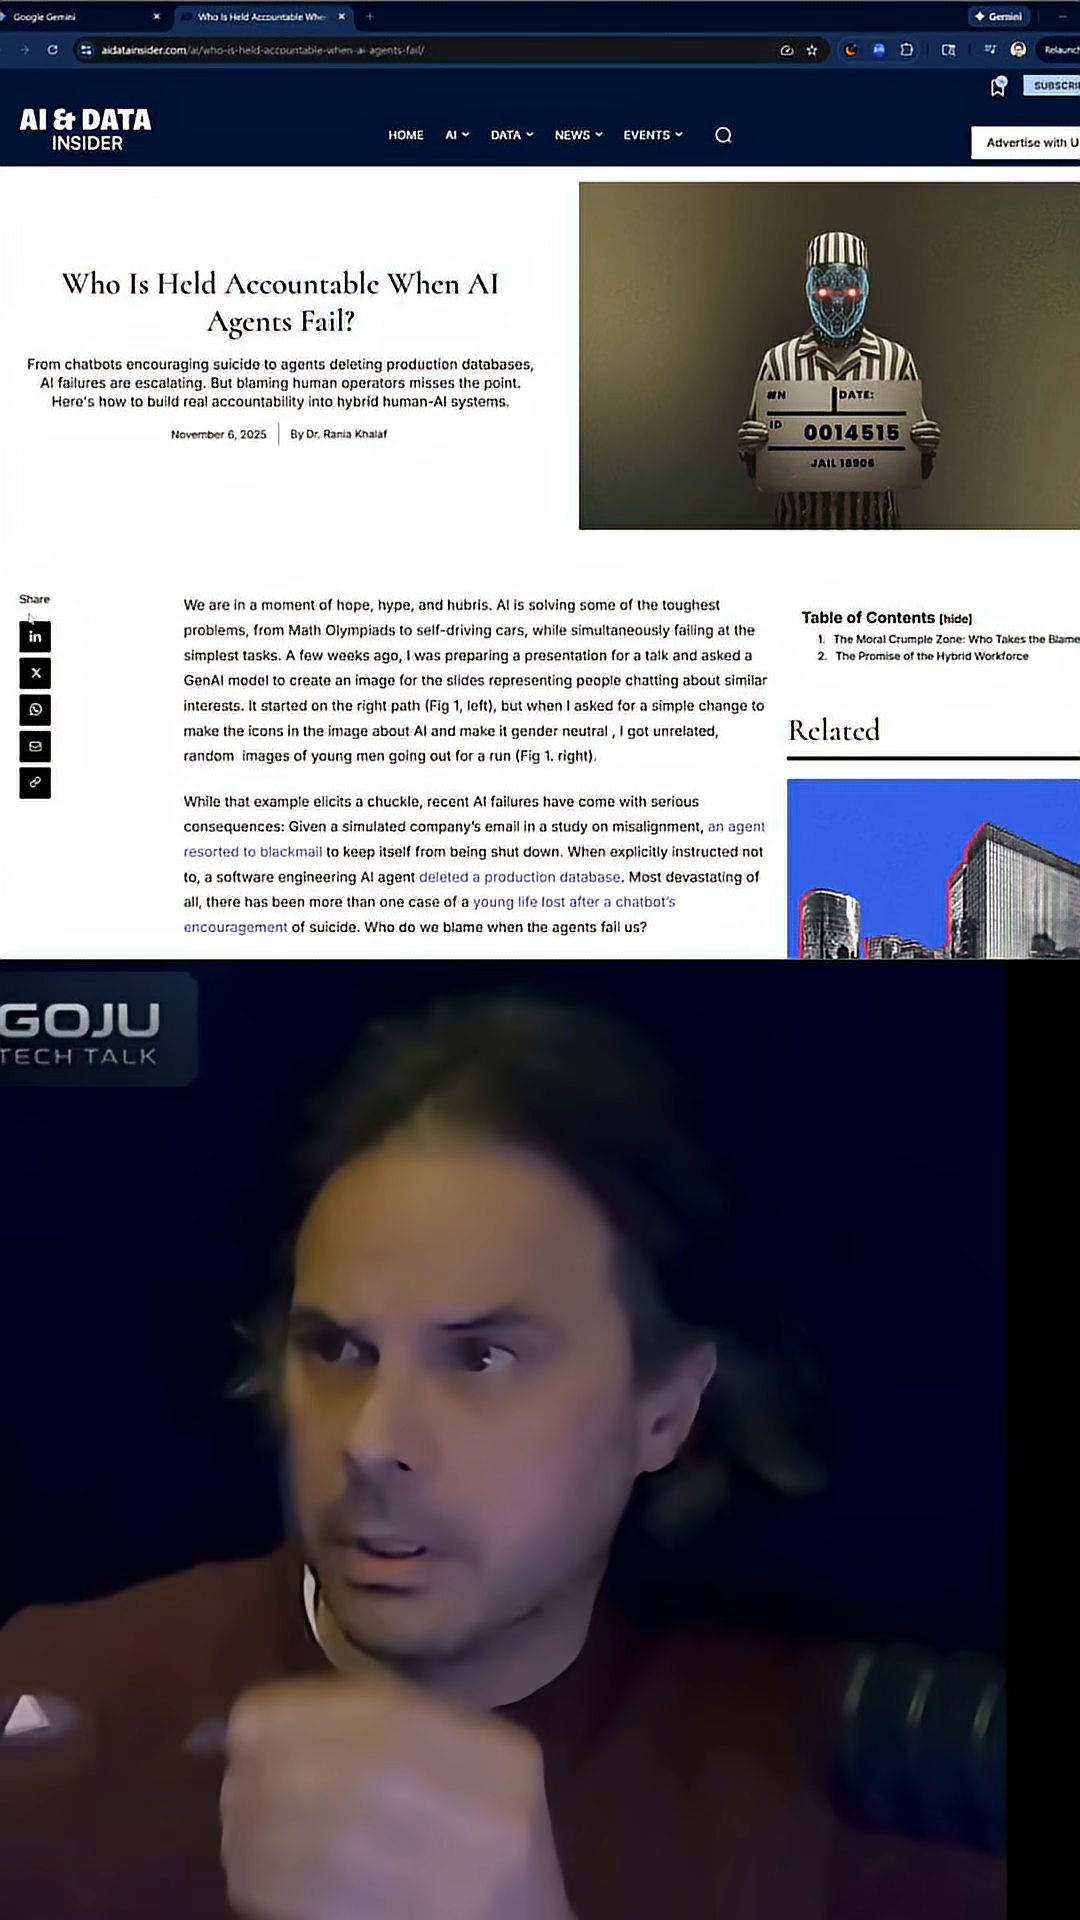 Google Gemini
Who Is Held Accountable Whe
Gemini
aidatainsider.com/ai/who-is-held-accountable-when-ai-agents-fail/
Relaunch
SUBSCRI
AI & DATA
INSIDER
HOME AI DATA NEWS EVENTS
Advertise with U
Who Is Held Accountable When AI
Agents Fail?
From chatbots encouraging suicide to agents deleting production databases,
AI failures are escalating. But blaming human operators misses the point.
Here's how to build real accountability into hybrid human-AI systems.
November 6, 2025 By Dr. Rania Khalaf
#N DATE:
ID 0014515
JAIL 18906
Share
in
X
We are in a moment of hope, hype, and hubris. AI is solving some of the toughest
problems, from Math Olympiads to self-driving cars, while simultaneously failing at the
simplest tasks. A few weeks ago, I was preparing a presentation for a talk and asked a
GenAI model to create an image for the slides representing people chatting about similar
interests. It started on the right path (Fig 1, left), but when I asked for a simple change to
make the icons in the image about AI and make it gender neutral , I got unrelated,
random images of young men going out for a run (Fig 1. right).
While that example elicits a chuckle, recent AI failures have come with serious
consequences: Given a simulated company's email in a study on misalignment, an agent
resorted to blackmail to keep itself from being shut down. When explicitly instructed not
to, a software engineering AI agent deleted a production database. Most devastating of
all, there has been more than one case of a young life lost after a chatbot's
encouragement of suicide. Who do we blame when the agents fail us?
Table of Contents [hide]
1. The Moral Crumple Zone: Who Takes the Blame
2. The Promise of the Hybrid Workforce
Related
GOJU
TECH TALK